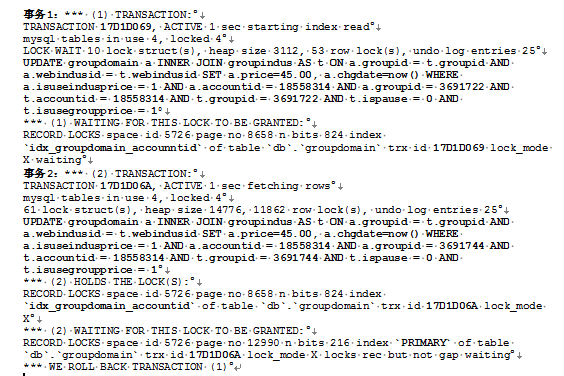 事务1: *** (1) TRANSACTION:
TRANSACTION 17D1D069, ACTIVE 1 sec starting index read
mysql tables in use 4, locked 4
LOCK WAIT 10 lock struct(s), heap size 3112, 53 row lock(s), undo log entries 25
UPDATE groupdomain a INNER JOIN groupindus AS t ON a.groupid = t.groupid AND
a.webindusid = t.webindusid SET a.price=45.00, a.chgdate=now() WHERE
a.isuseindusprice = 1 AND a.accountid = 18558314 AND a.groupid = 3691722 AND
t.accountid = 18558314 AND t.groupid = 3691722 AND t.ispause = 0 AND
t.isusegroupprice = 1
*** (1) WAITING FOR THIS LOCK TO BE GRANTED:
RECORD LOCKS space id 5726 page no 8658 n bits 824 index
`idx_groupdomain_accounntid` of table `db`.`groupdomain` trx id 17D1D069 lock_mode
X waiting
事务2: *** (2) TRANSACTION:
TRANSACTION 17D1D06A, ACTIVE 1 sec fetching rows
mysql tables in use 4, locked 4
61 lock struct(s), heap size 14776, 11862 row lock(s), undo log entries 25
UPDATE groupdomain a INNER JOIN groupindus AS t ON a.groupid = t.groupid AND
a.webindusid = t.webindusid SET a.price=45.00, a.chgdate=now() WHERE
a.isuseindusprice = 1 AND a.accountid = 18558314 AND a.groupid = 3691744 AND
t.accountid = 18558314 AND t.groupid = 3691744 AND t.ispause = 0 AND
t.isusegroupprice = 1
*** (2) HOLDS THE LOCK(S):
RECORD LOCKS space id 5726 page no 8658 n bits 824 index
`idx_groupdomain_accountid` of table `db`.`groupdomain` trx id 17D1D06A lock_mode
X
*** (2) WAITING FOR THIS LOCK TO BE GRANTED:
RECORD LOCKS space id 5726 page no 12990 n bits 216 index `PRIMARY` of table
`db`.`groupdomain` trx id 17D1D06A lock_mode X locks rec but not gap waiting
*** WE ROLL BACK TRANSACTION (1)